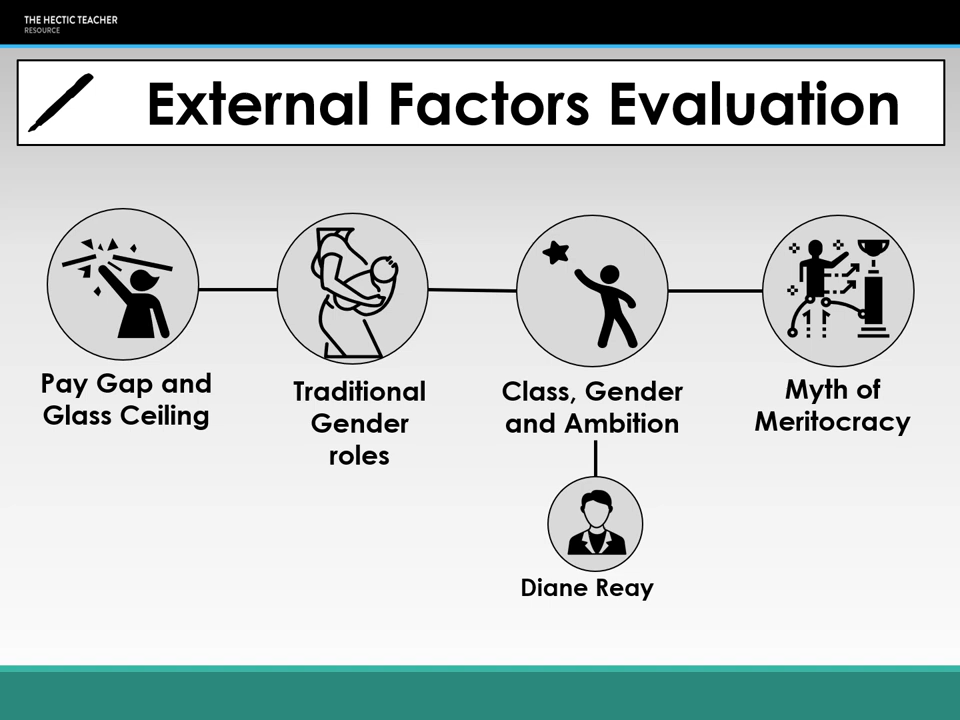 THE HECTIC TEACHER
RESOURCE
External Factors Evaluation
Pay Gap and
Glass Ceiling
Traditional
Gender
roles
Class, Gender
and Ambition
Myth of
Meritocracy
Diane Reay